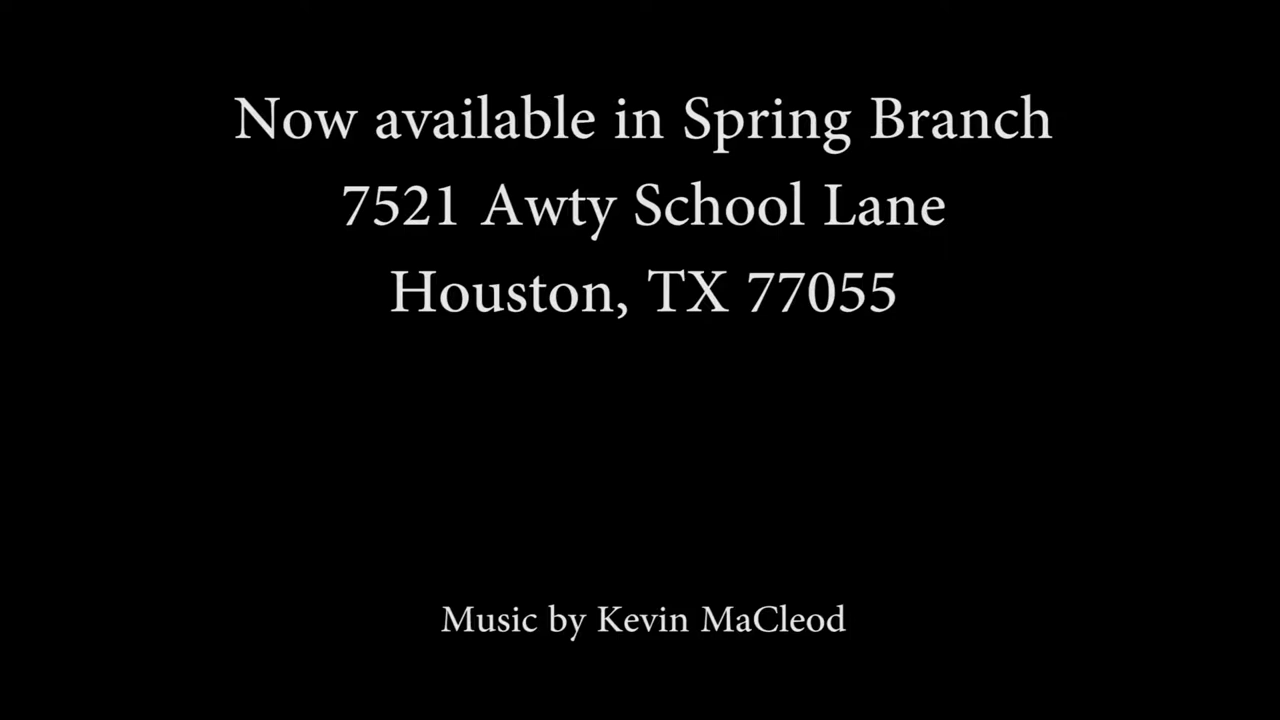 Now available in Spring Branch
7521 Awty School Lane
Houston, TX 77055
Music by Kevin MaCleod